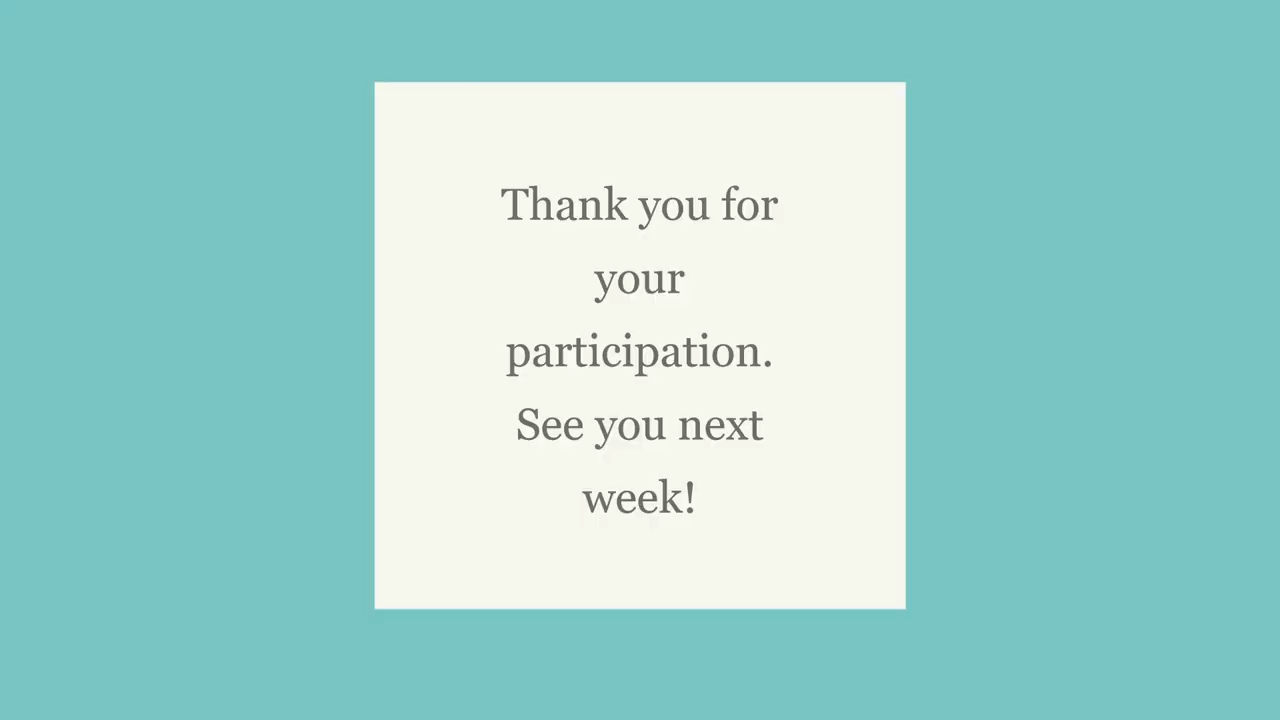 Thank you for
your
participation.
See you next
week!